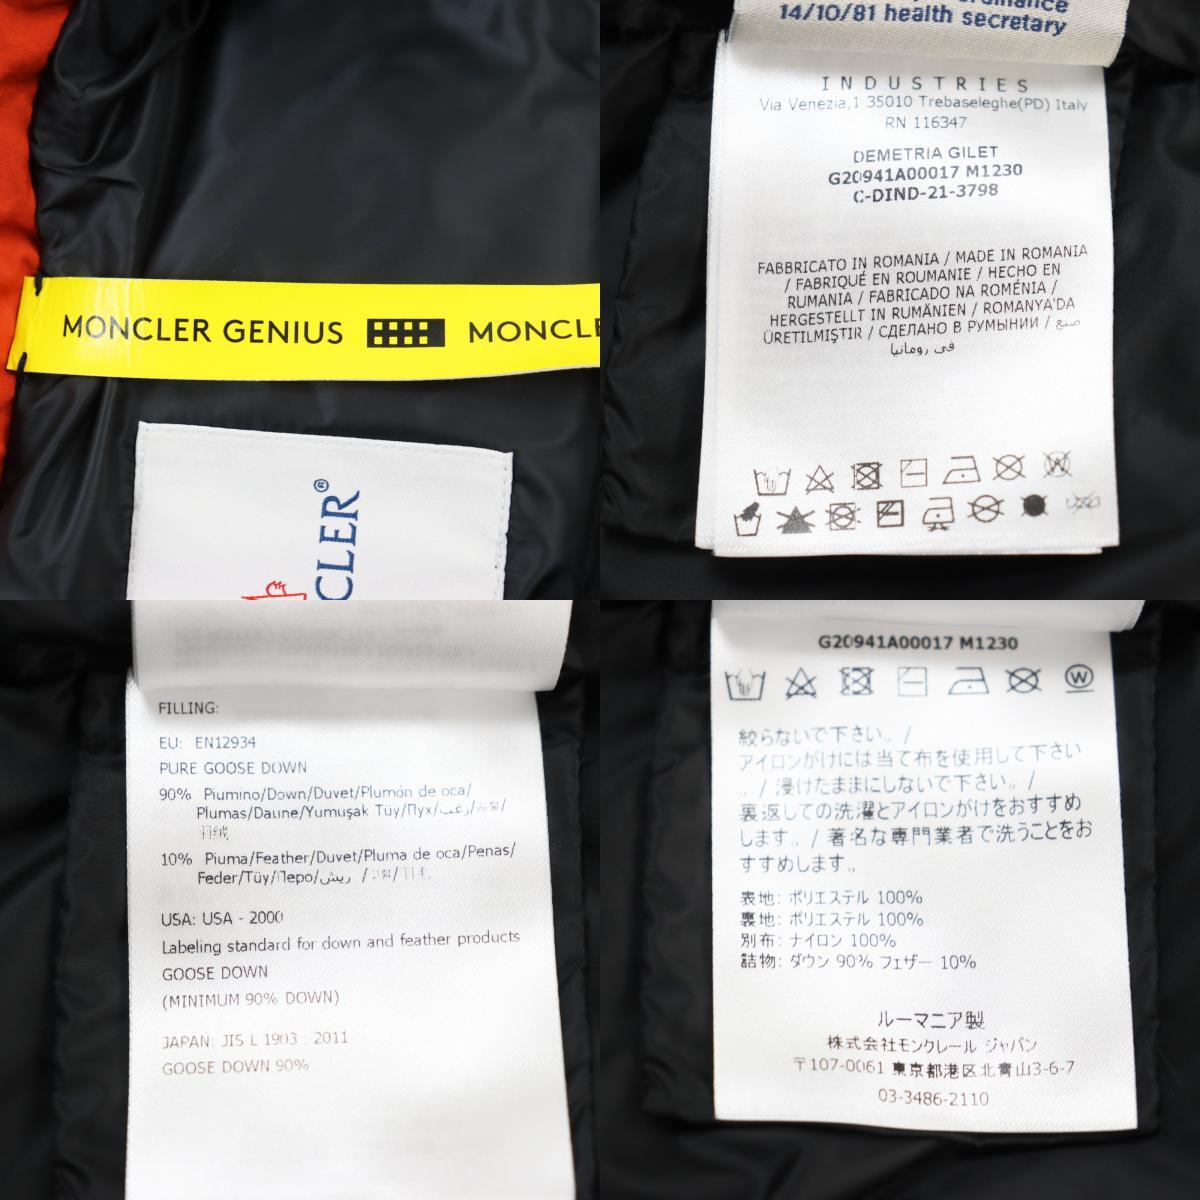 MONCLER GENIUS MONCLE
CLER®
14/10/81 health secretary
INDUSTRIES
Via Venezia,1 35010 Trebaseleghe(PD) Italy
RN 116347
DEMETRIA GILET
G20941A00017 M1230
C-DIND-21-3798
FABBRICATO IN ROMANIA / MADE IN ROMANIA
/ FABRIQUÉ EN ROUMANIE / HECHO EN
RUMANIA / FABRICADO NA ROMÉNIA /
HERGESTELLT IN RUMÄNIEN / ROMANYA'DA
ÜRETILMIŞTIR / СДЕЛАНО В РУМЫНИИ / صنع
في رومانيا
FILLING:
EU: EN12934
PURE GOOSE DOWN
90% Piumino/Down/Duvet/Plumón de oca/
Plumas/Daune/Yumuşak Tüy/Пух/زغب/
羽绒
10% Piuma/Feather/Duvet/Pluma de oca/Penas/
Feder/Tüy/Перо/ريش / /羽毛
USA: USA - 2000
Labeling standard for down and feather products
GOOSE DOWN
(MINIMUM 90% DOWN)
JAPAN: JIS L 1903 : 2011
GOOSE DOWN 90%
G20941A00017 M1230
W
絞らないで下さい。/
アイロンがけには当て布を使用して下さい
。/ 浸けたままにしないで下さい。/
裏返しての洗濯とアイロンがけをおすすめ
します。/ 著名な専門業者で洗うことをお
すすめします。
表地: ポリエステル 100%
裏地: ポリエステル 100%
別布: ナイロン 100%
詰物: ダウン 90% フェザー 10%
ルーマニア製
株式会社モンクレール ジャパン
〒107-0061 東京都港区北青山3-6-7
03-3486-2110